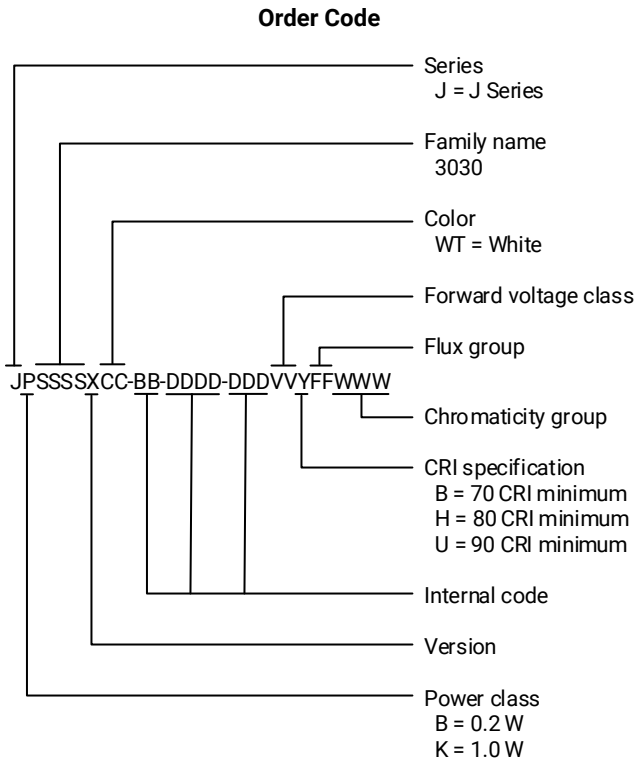 Order Code
Series
J = J Series
Family name
3030
Color
WT = White
Forward voltage class
Flux group
JPSSSSXCC-BB-DDDD-DDDVVYFFWWW
Chromaticity group
CRI specification
B = 70 CRI minimum
H = 80 CRI minimum
U = 90 CRI minimum
Internal code
Version
Power class
B = 0.2 W
K = 1.0 W